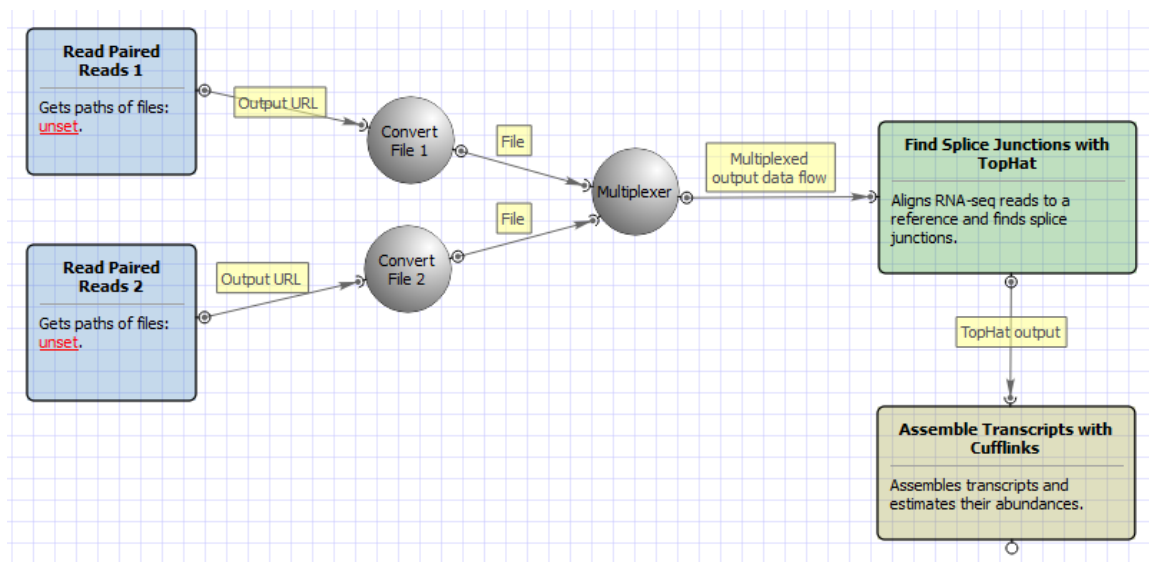 Read Paired
Reads 1
Gets paths of files:
unset.
Output URL
Convert
File 1
File
Multiplexer
Multiplexed
output data flow
Find Splice Junctions with
TopHat
Aligns RNA-seq reads to a
reference and finds splice
junctions.
Read Paired
Reads 2
Gets paths of files:
unset.
Output URL
Convert
File 2
File
TopHat output
Assemble Transcripts with
Cufflinks
Assembles transcripts and
estimates their abundances.